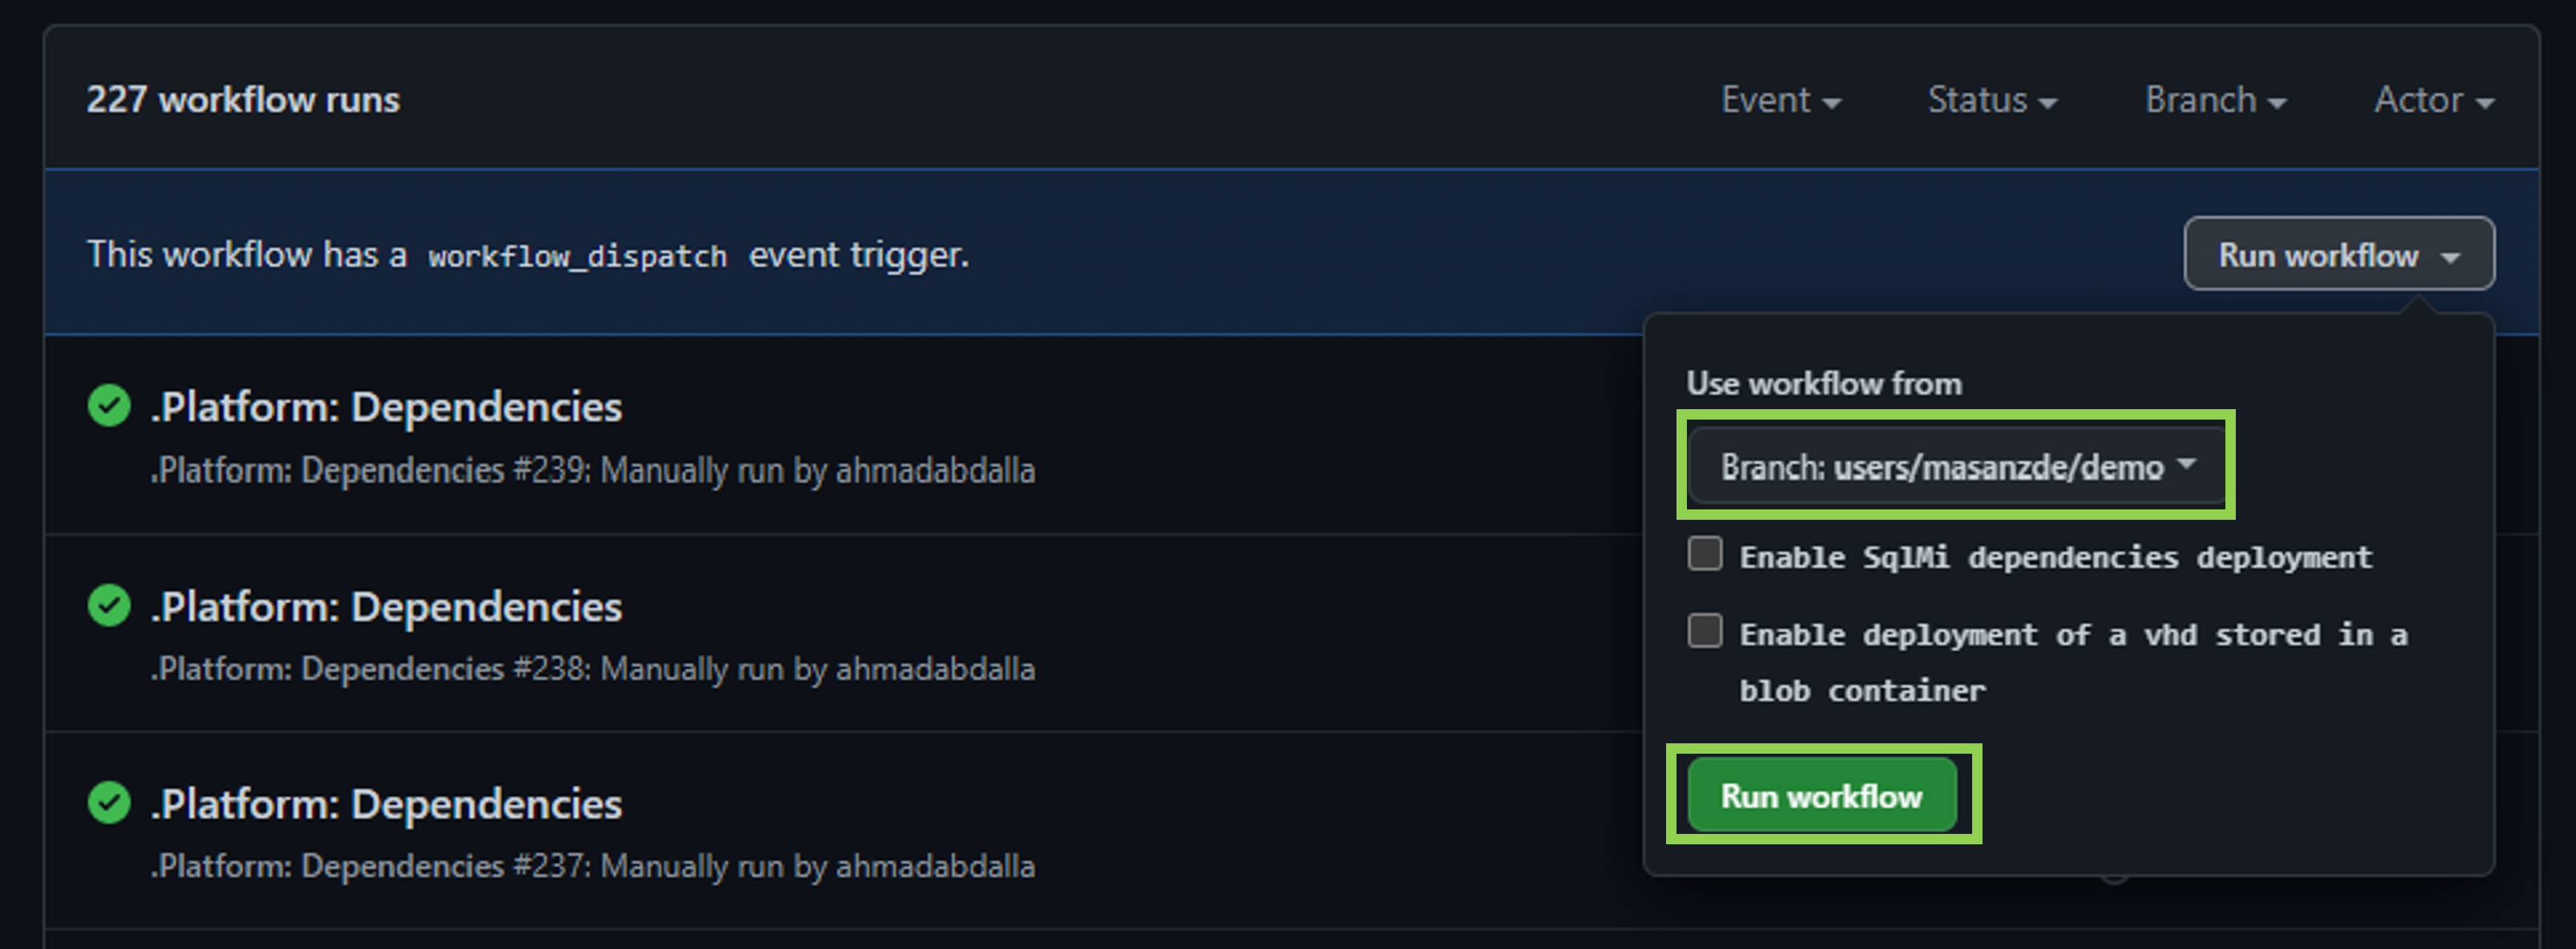 227 workflow runs
Event Status Branch Actor
This workflow has a workflow_dispatch event trigger.
Run workflow
Use workflow from
Branch: users/masanzde/demo
Enable SqlMi dependencies deployment
Enable deployment of a vhd stored in a
blob container
Run workflow
.Platform: Dependencies
.Platform: Dependencies #239: Manually run by ahmadabdalla
.Platform: Dependencies
.Platform: Dependencies #238: Manually run by ahmadabdalla
.Platform: Dependencies
.Platform: Dependencies #237: Manually run by ahmadabdalla